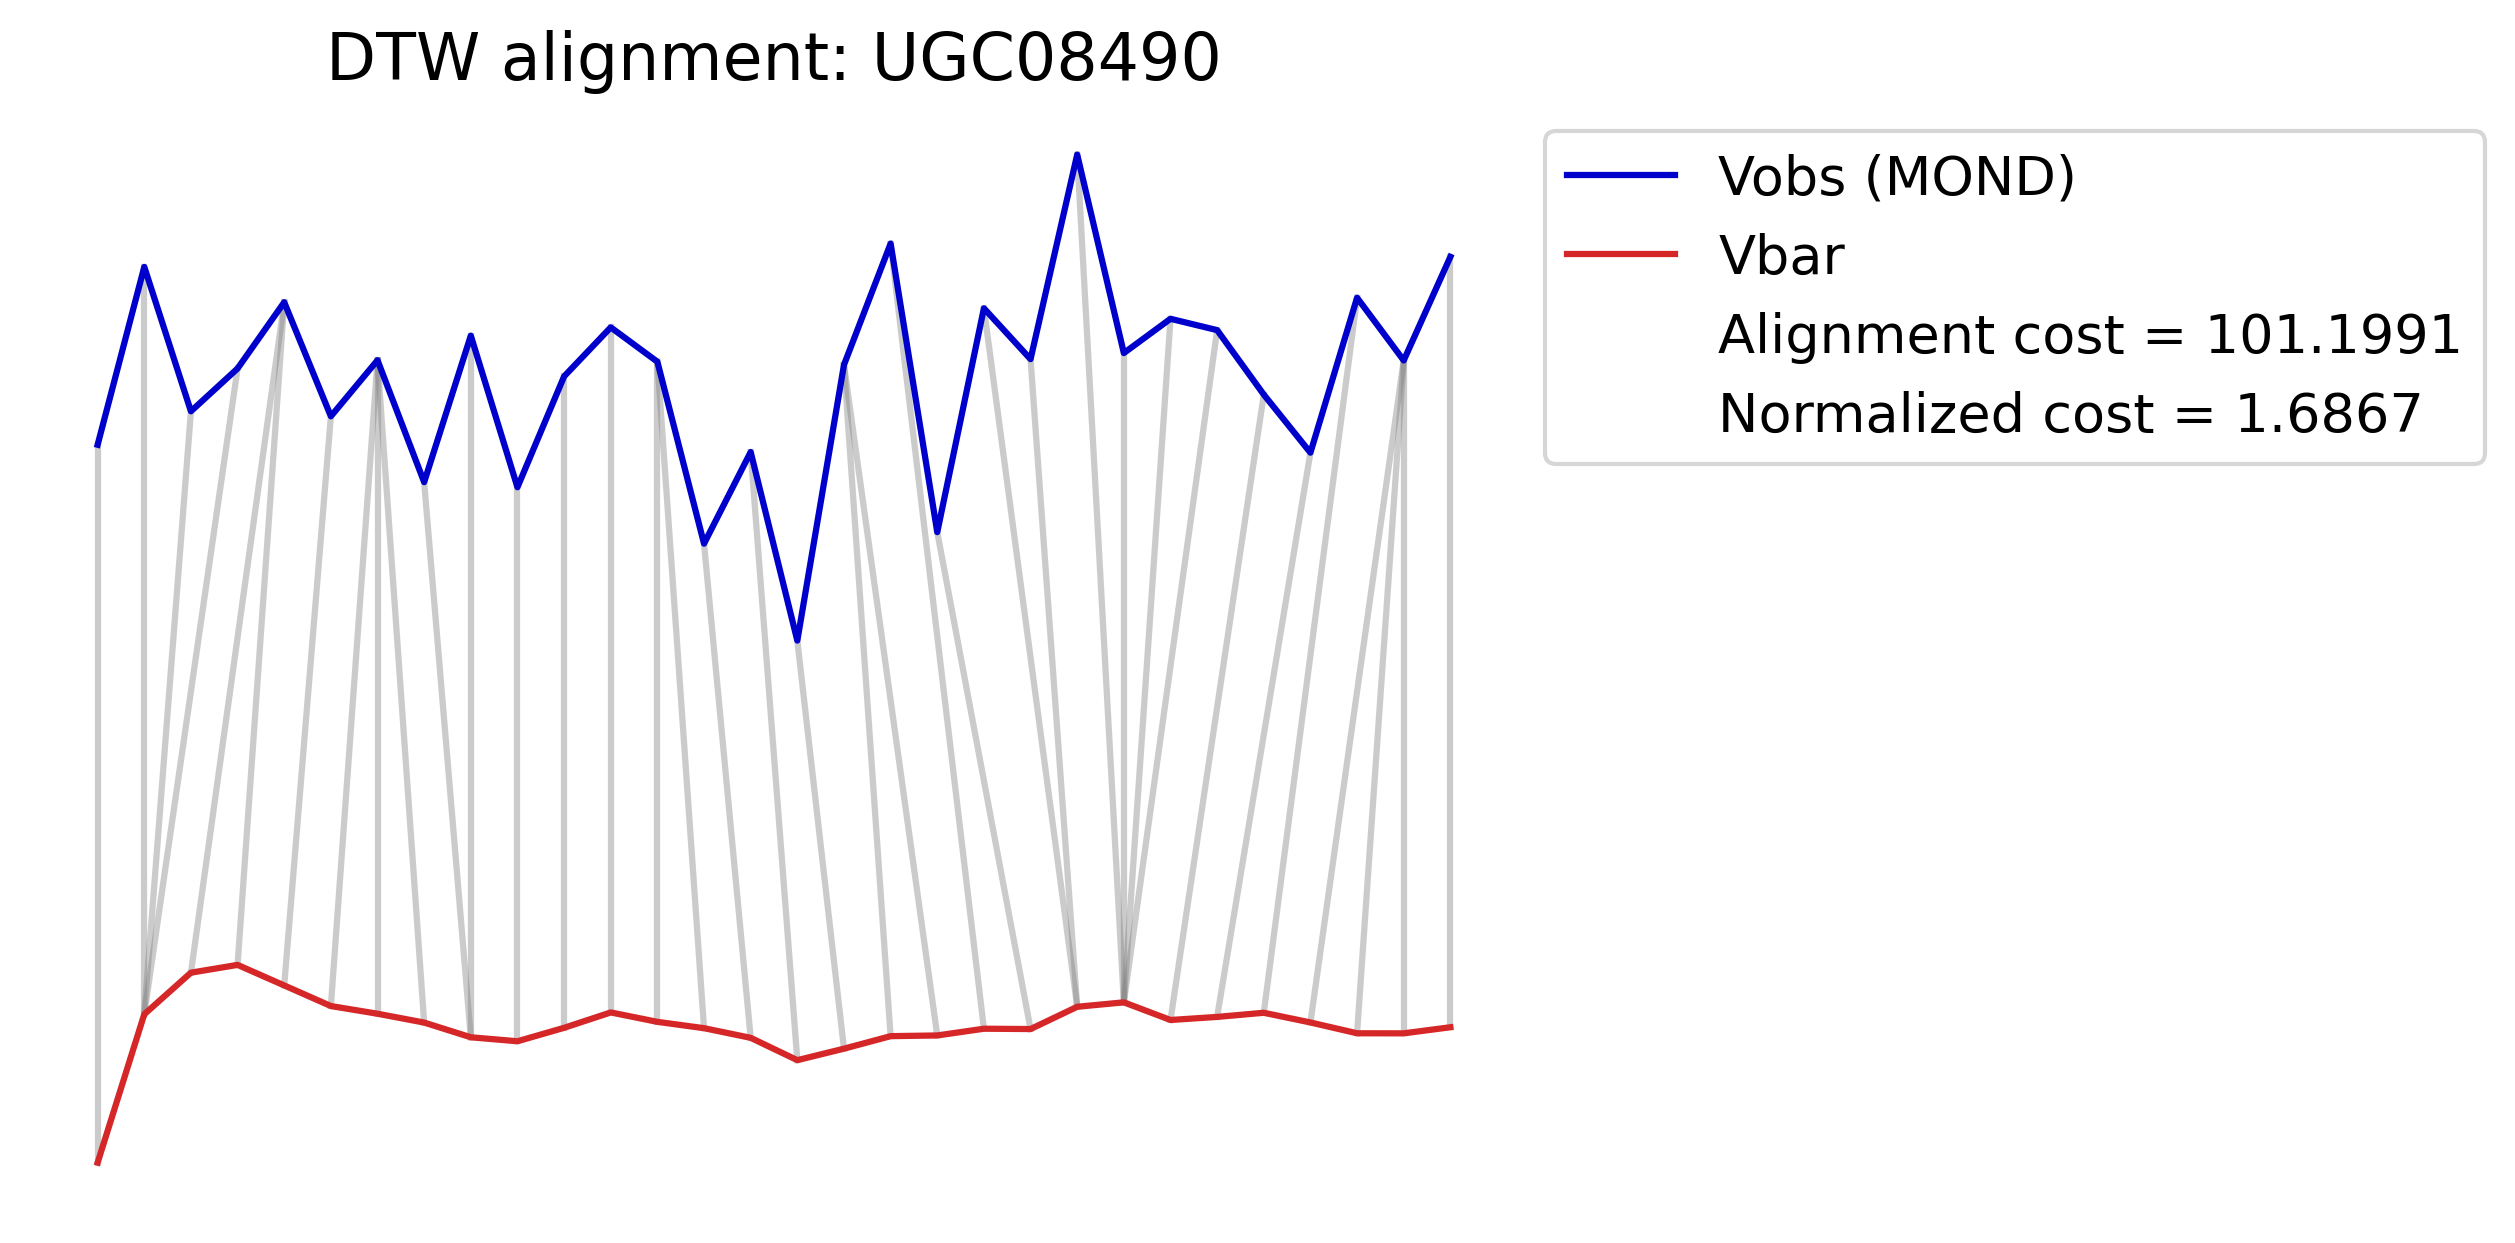 DTW alignment: UGC08490
Vobs (MOND)
Vbar
Alignment cost = 101.1991
Normalized cost = 1.6867